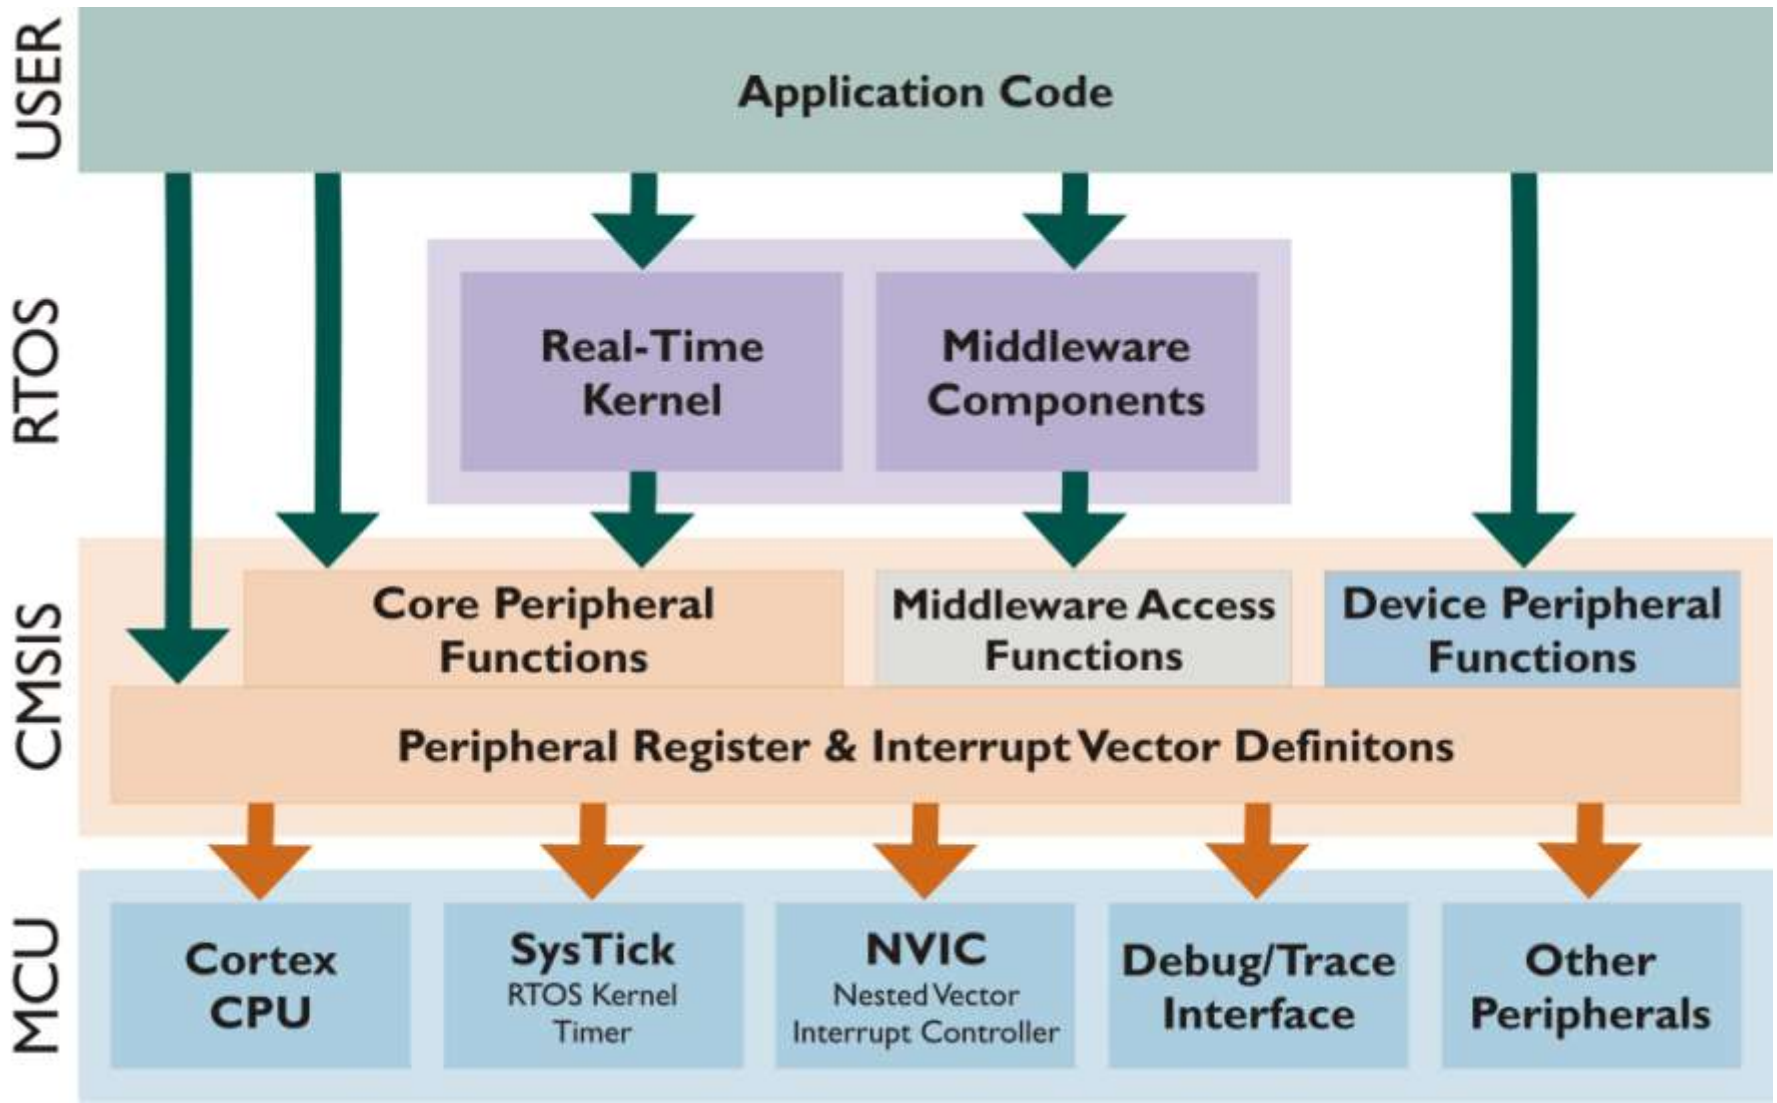 USER
Application Code
RTOS
Real-Time
Kernel
Middleware
Components
CMSIS
Core Peripheral
Functions
Middleware Access
Functions
Device Peripheral
Functions
Peripheral Register & Interrupt Vector Definitons
MCU
Cortex
CPU
SysTick
RTOS Kernel
Timer
NVIC
Nested Vector
Interrupt Controller
Debug/Trace
Interface
Other
Peripherals